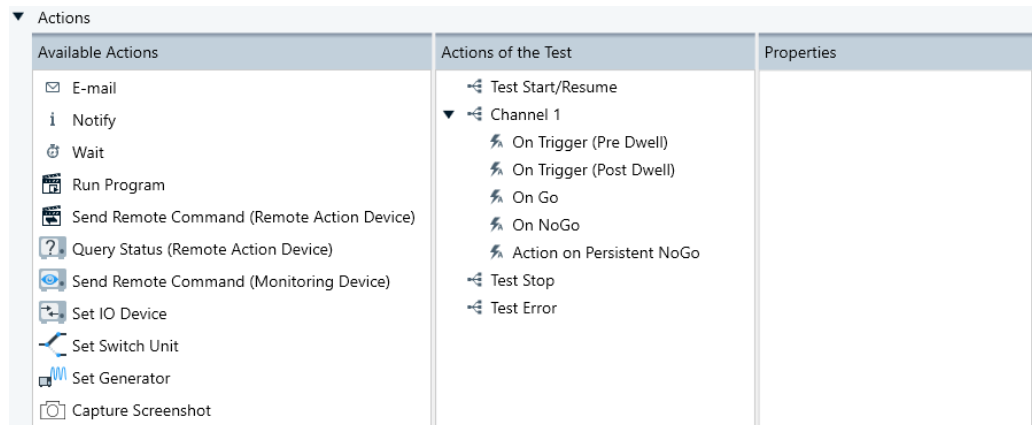 Actions
Available Actions
E-mail
Notify
Wait
Run Program
Send Remote Command (Remote Action Device)
Query Status (Remote Action Device)
Send Remote Command (Monitoring Device)
Set IO Device
Set Switch Unit
Set Generator
Capture Screenshot
Actions of the Test
Test Start/Resume
Channel 1
On Trigger (Pre Dwell)
On Trigger (Post Dwell)
On Go
On NoGo
Action on Persistent NoGo
Test Stop
Test Error
Properties